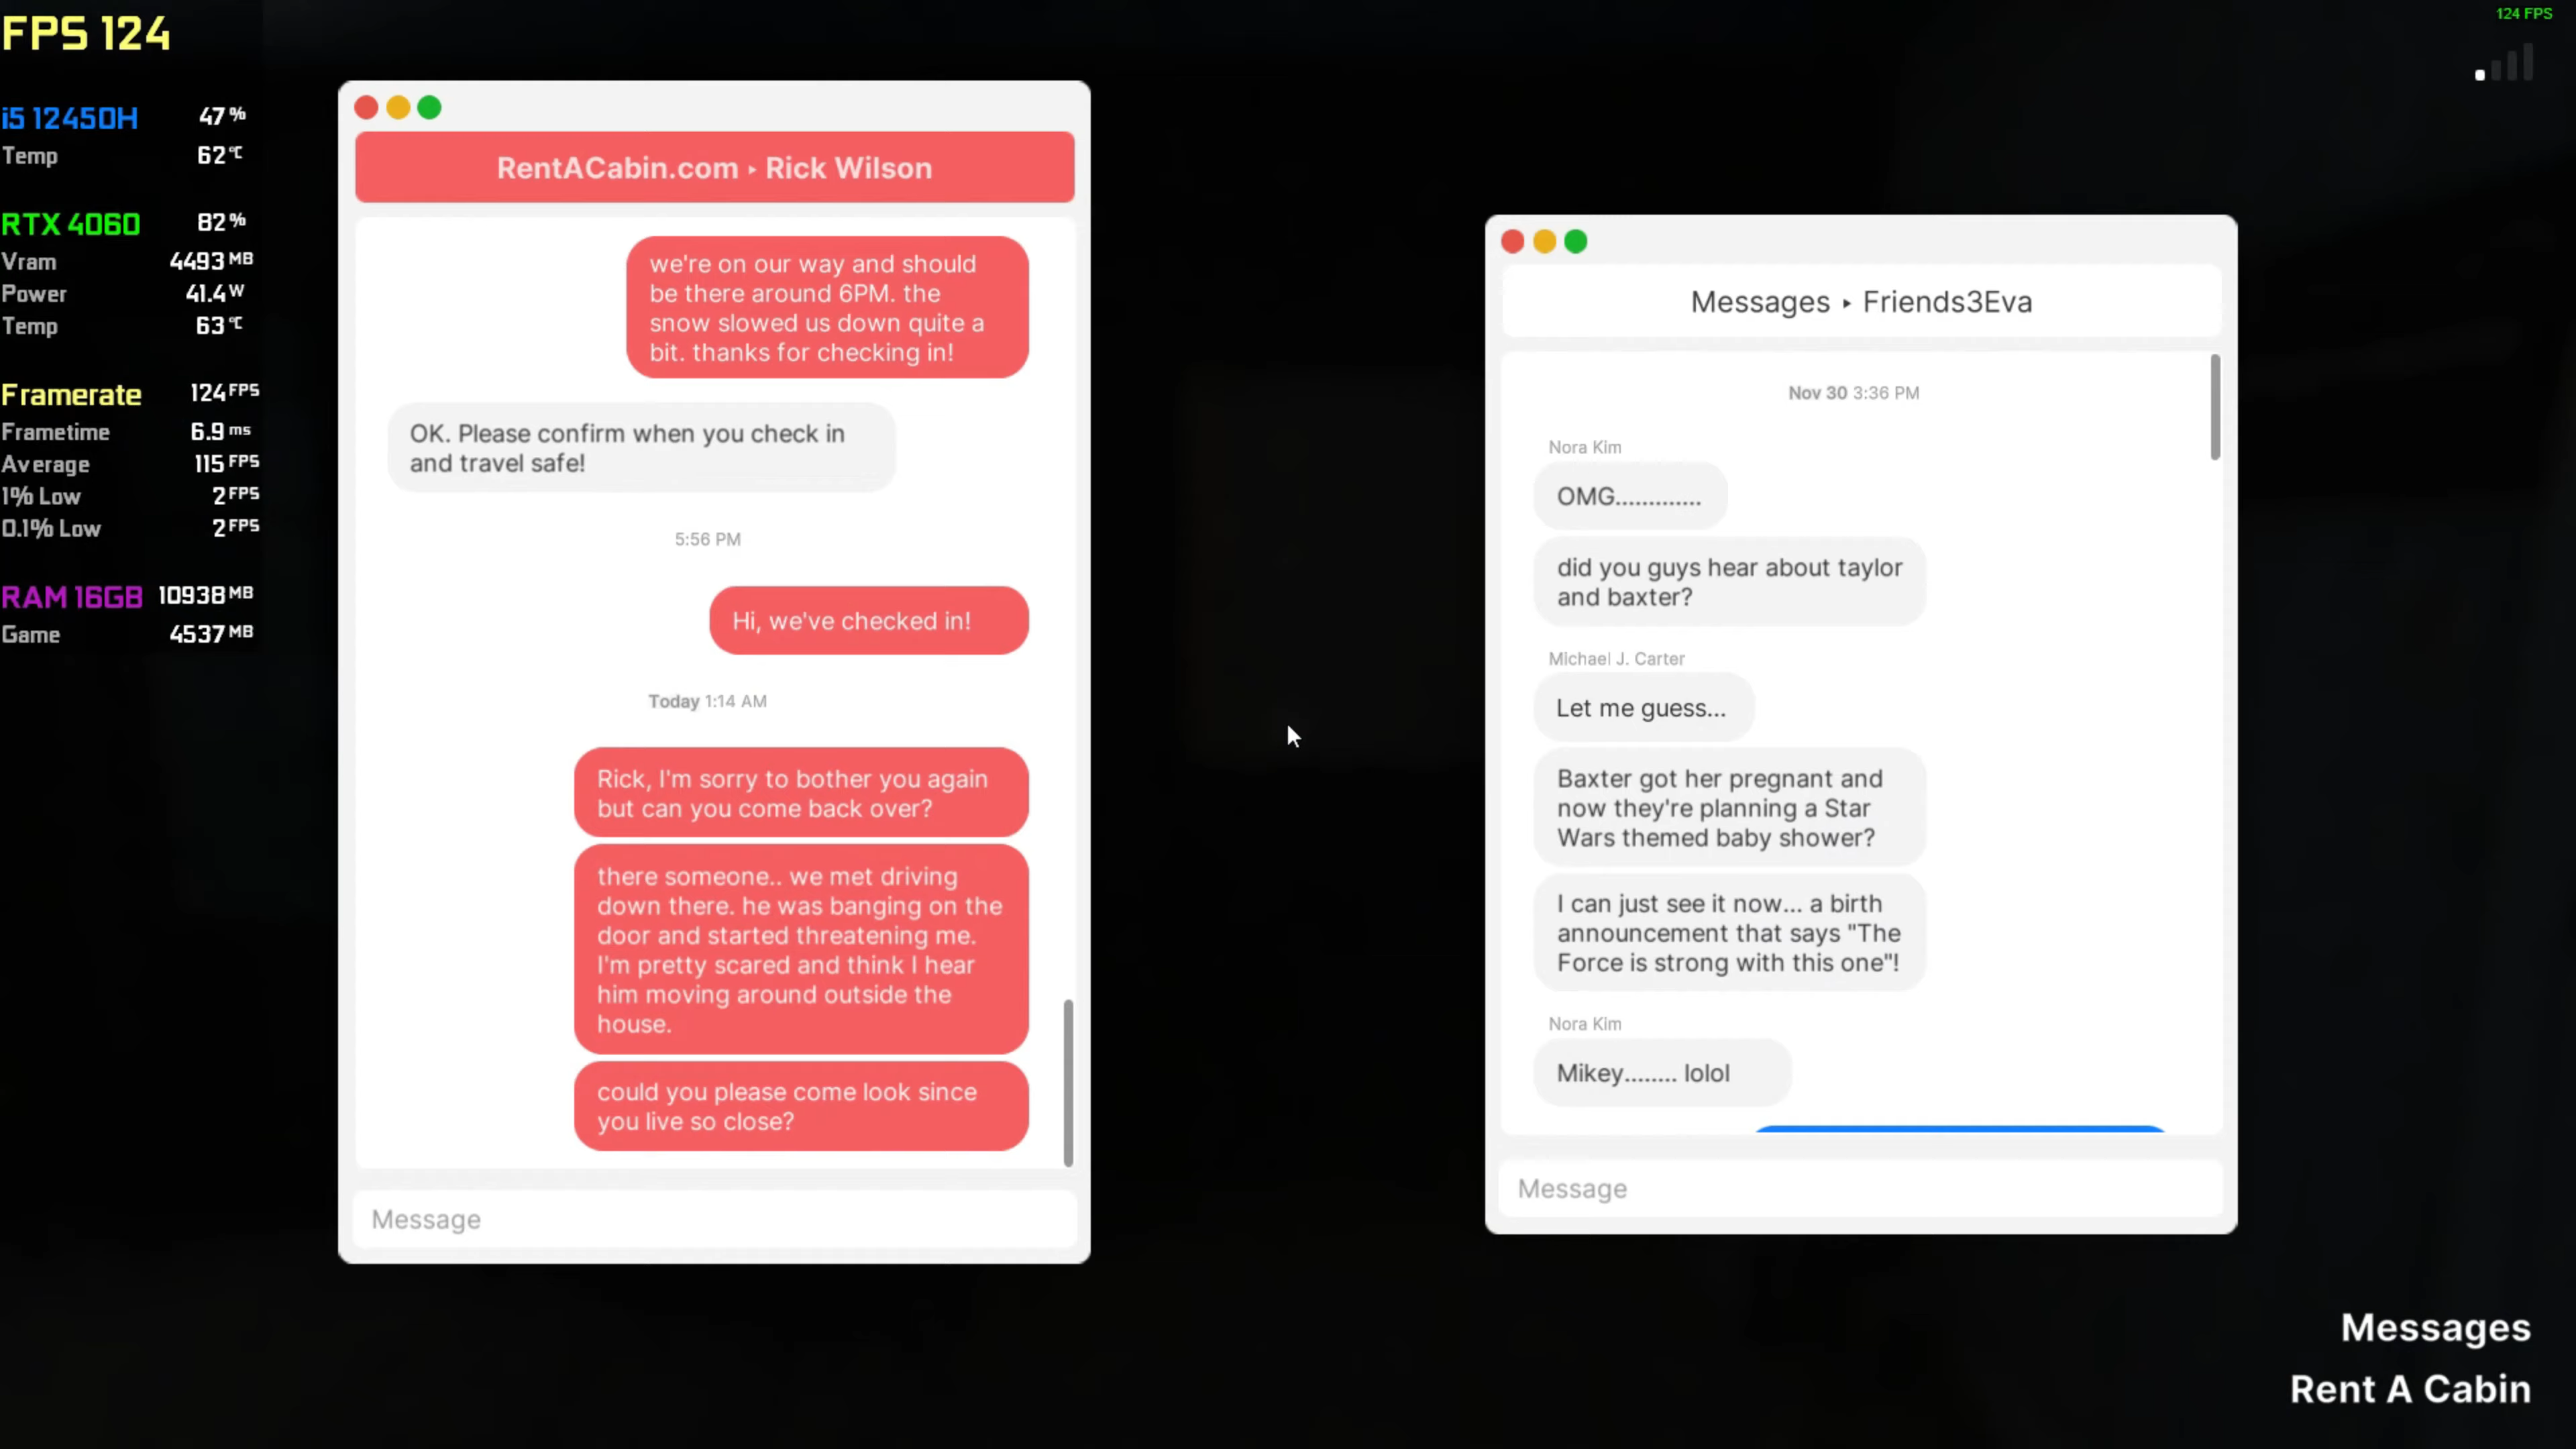 FPS 124
i5 12450H 47 %
Temp 62 °C
RTX 4060 82 %
Vram 4493 MB
Power 41.4 W
Temp 63 °C
Framerate 124 FPS
Frametime 6.9 ms
Average 115 FPS
1% Low 2 FPS
0.1% Low 2 FPS
RAM 16GB 10938 MB
Game 4537 MB
RentACabin.com ‣ Rick Wilson
we're on our way and should
be there around 6PM. the
snow slowed us down quite a
bit. thanks for checking in!
OK. Please confirm when you check in
and travel safe!
5:56 PM
Hi, we've checked in!
Today 1:14 AM
Rick, I'm sorry to bother you again
but can you come back over?
there someone.. we met driving
down there. he was banging on the
door and started threatening me.
I'm pretty scared and think I hear
him moving around outside the
house.
could you please come look since
you live so close?
Message
124 FPS
Messages ‣ Friends3Eva
Nov 30 3:36 PM
Nora Kim
OMG.............
did you guys hear about taylor
and baxter?
Michael J. Carter
Let me guess...
Baxter got her pregnant and
now they're planning a Star
Wars themed baby shower?
I can just see it now... a birth
announcement that says "The
Force is strong with this one"!
Nora Kim
Mikey........ lolol
Message
Messages
Rent A Cabin